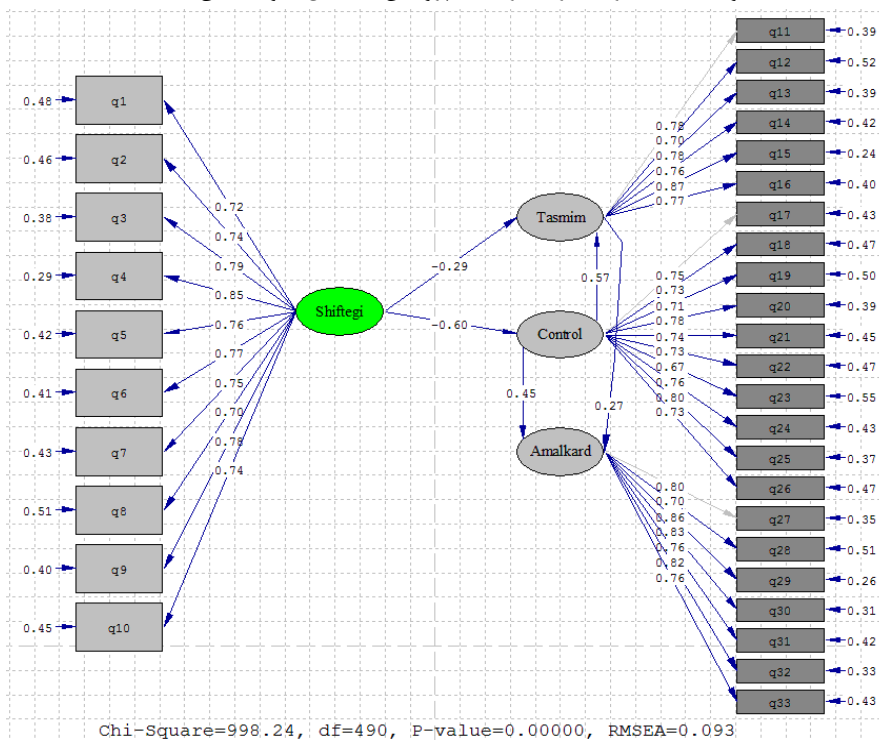 0.48 q1
0.46 q2
0.38 q3
0.29 q4
0.42 q5
0.41 q6
0.43 q7
0.51 q8
0.40 q9
0.45 q10
0.72
0.74
0.79
0.85
0.76
0.77
0.75
0.70
0.78
0.74
Shiftegi
-0.29
-0.60
Tasmim
0.57
Control
0.45
0.27
Amalkard
0.78
0.70
0.78
0.76
0.87
0.77
0.75
0.73
0.71
0.78
0.74
0.73
0.67
0.76
0.80
0.73
0.80
0.70
0.86
0.83
0.76
0.82
0.76
q11 0.39
q12 0.52
q13 0.39
q14 0.42
q15 0.24
q16 0.40
q17 0.43
q18 0.47
q19 0.50
q20 0.39
q21 0.45
q22 0.47
q23 0.55
q24 0.43
q25 0.37
q26 0.47
q27 0.35
q28 0.51
q29 0.26
q30 0.31
q31 0.42
q32 0.33
q33 0.43
Chi-Square=998.24, df=490, P-value=0.00000, RMSEA=0.093